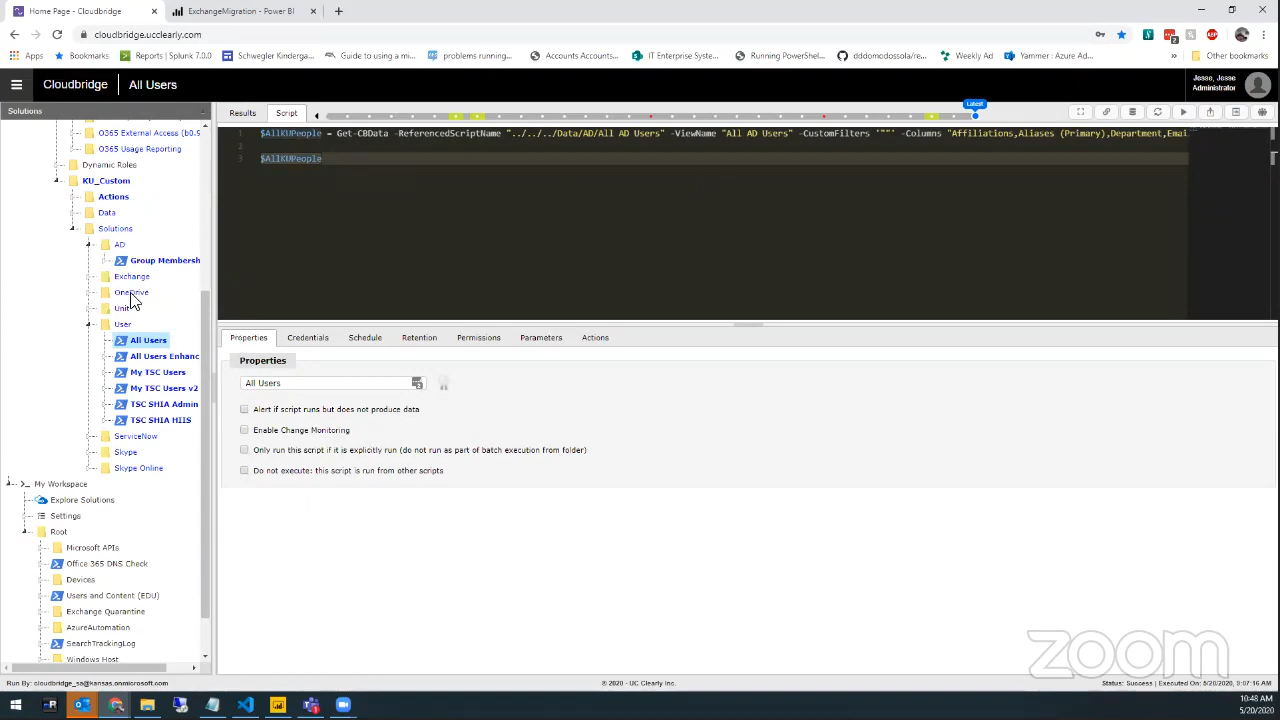 Home Page - Cloudbridge
ExchangeMigration - Power BI
cloudbridge.ucclearly.com
Apps
Bookmarks
Reports | Splunk 7.0.0
Schwegler Kinderga...
Guide to using a mi...
problems running...
Accounts Accounts...
IT Enterprise Syste...
Running PowerShel...
dddomodossola/re...
Weekly Ad
Yammer : Azure Ad...
»
Other bookmarks
Cloudbridge
All Users
Jesse, Jesse
Administrator
Solutions
O365 External Access (b0.9
O365 Usage Reporting
Dynamic Roles
KU_Custom
Actions
Data
Solutions
AD
Group Membersh
Exchange
OneDrive
Unit
User
All Users
All Users Enhanc
My TSC Users
My TSC Users v2
TSC SHIA Admin
TSC SHIA HIIS
ServiceNow
Skype
Skype Online
My Workspace
Explore Solutions
Settings
Root
Microsoft APIs
Office 365 DNS Check
Devices
Users and Content (EDU)
Exchange Quarantine
AzureAutomation
SearchTrackingLog
Windows Host
Results
Script
Latest
1 $AllKUPeople = Get-CBData -ReferencedScriptName "../../../Data/AD/All AD Users" -ViewName "All AD Users" -CustomFilters '""' -Columns "Affiliations,Aliases (Primary),Department,Emai
2
3 $AllKUPeople
Properties
Credentials
Schedule
Retention
Permissions
Parameters
Actions
Properties
All Users
Alert if script runs but does not produce data
Enable Change Monitoring
Only run this script if it is explicitly run (do not run as part of batch execution from folder)
Do not execute: this script is run from other scripts
zoom
Run By: cloudbridge_sa@kansas.onmicrosoft.com
© 2020 - UC Clearly Inc.
Status: Success | Executed On: 5/20/2020, 9:07:16 AM
10:48 AM
5/20/2020